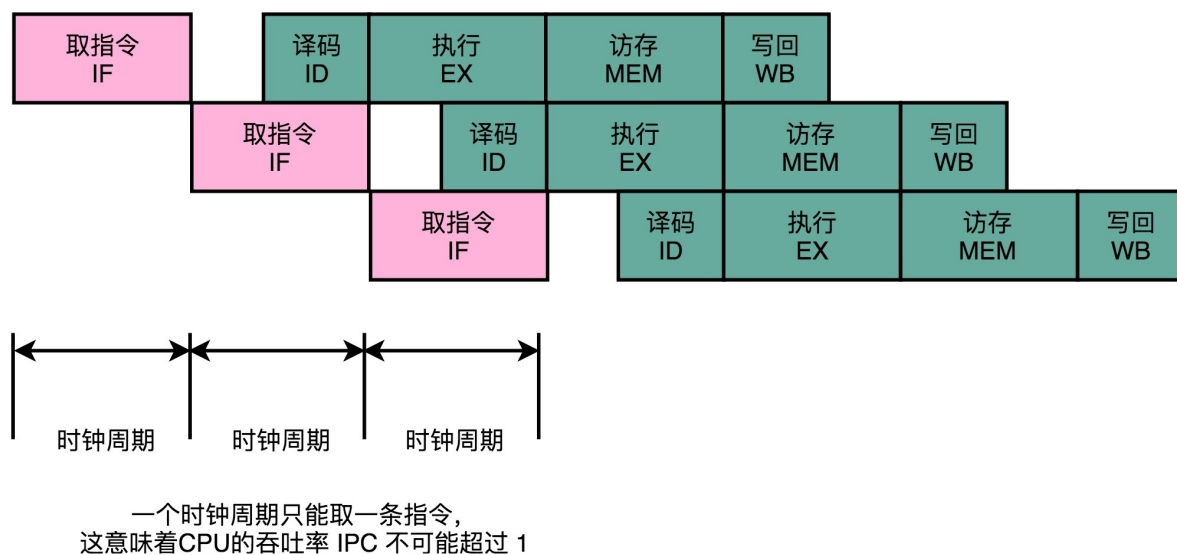 取指令
IF
译码
ID
执行
EX
访存
MEM
写回
WB
取指令
IF
译码
ID
执行
EX
访存
MEM
写回
WB
取指令
IF
译码
ID
执行
EX
访存
MEM
写回
WB
时钟周期
时钟周期
时钟周期
一个时钟周期只能取一条指令，
这意味着CPU的吞吐率 IPC 不可能超过 1